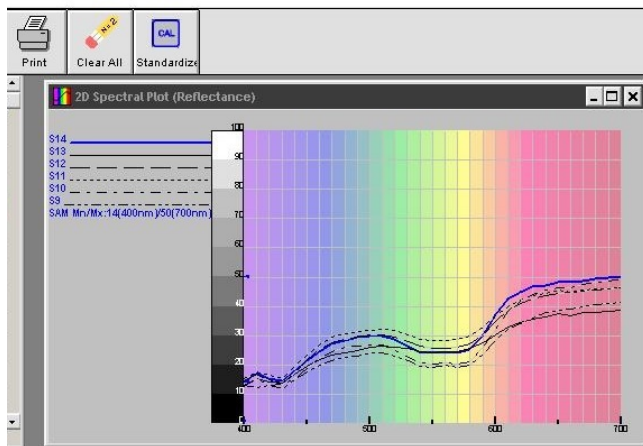 N=2
CAL
Print
Clear All
Standardize
2D Spectral Plot (Reflectance)
S14
S13
S12
S11
S10
S9
SAM Mn/Mx:14(400nm)/50(700nm)
100
90
80
70
60
50
40
30
20
10
0
400
500
600
700